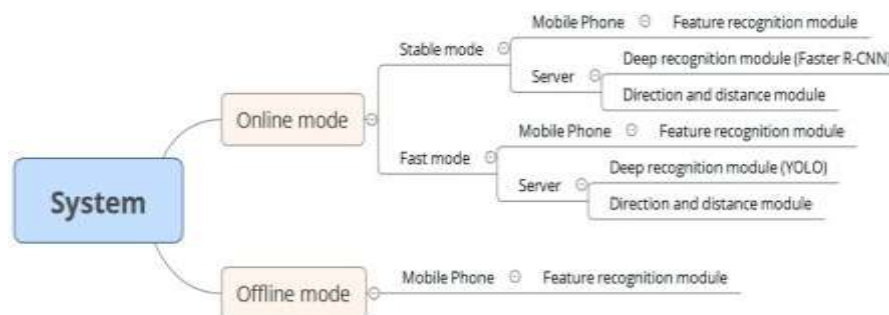 Mobile Phone Feature recognition module
Stable mode
Deep recognition module (Faster R-CNN)
Server
Direction and distance module
Online mode
Mobile Phone Feature recognition module
Fast mode
Deep recognition module (YOLO)
Server
Direction and distance module
System
Mobile Phone Feature recognition module
Offline mode